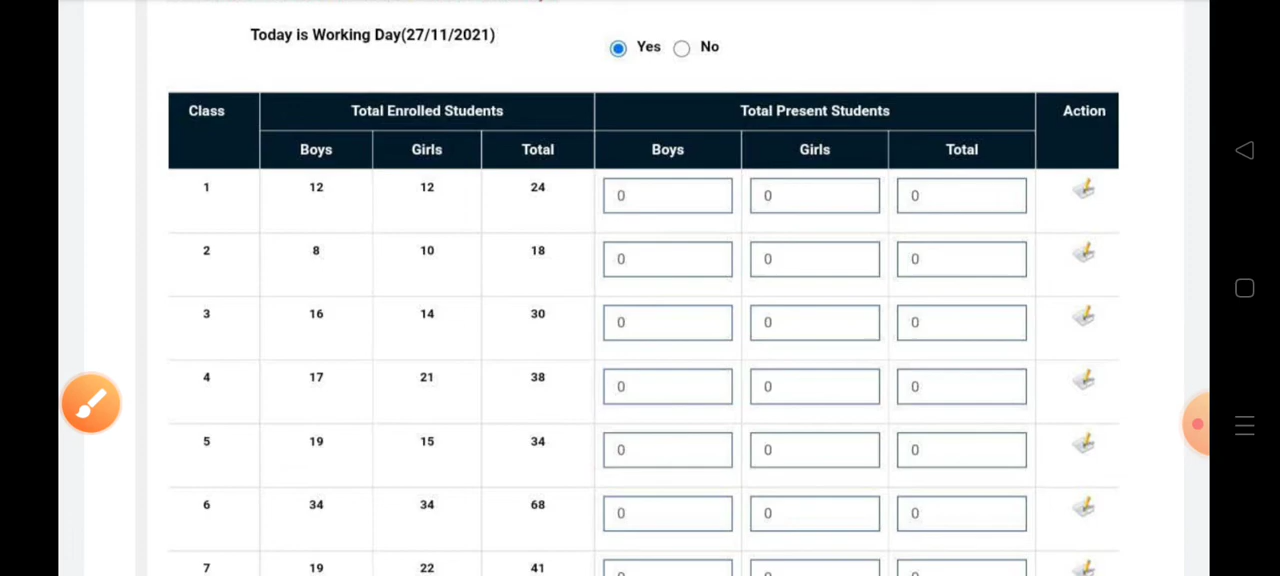 Today is Working Day(27/11/2021)
Yes No
Class Total Enrolled Students Total Present Students Action
Boys Girls Total Boys Girls Total
1 12 12 24 0 0 0
2 8 10 18 0 0 0
3 16 14 30 0 0 0
4 17 21 38 0 0 0
5 19 15 34 0 0 0
6 34 34 68 0 0 0
7 19 22 41